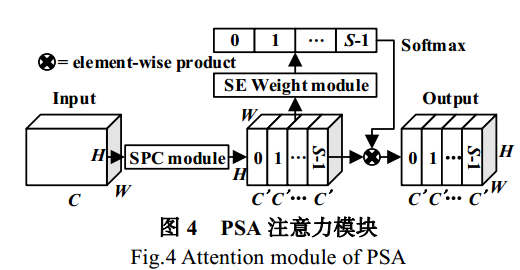 0 1 ... S-1
Softmax
⊗= element-wise product
SE Weight module
Input
W
Output
H
SPC module
H
0 1 ... S-1
0 1 ... S-1
H
C
W
C' C' ... C'
C' C' ... C'
W
图 4 PSA 注意力模块
Fig.4 Attention module of PSA